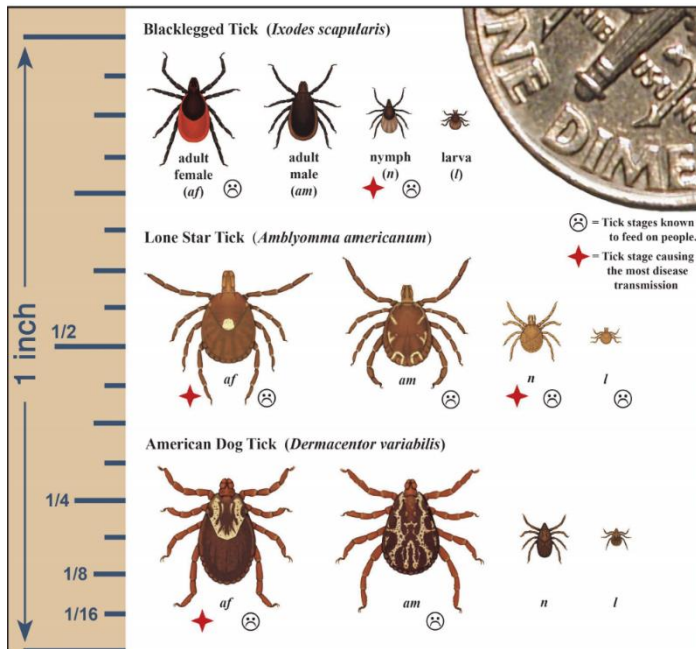 Blacklegged Tick (Ixodes scapularis)
adult
female
(af)
adult
male
(am)
nymph
(n)
larva
(l)
ONE DIME
= Tick stages known
to feed on people.
= Tick stage causing
the most disease
transmission
Lone Star Tick (Amblyomma americanum)
af
am
n
l
American Dog Tick (Dermacentor variabilis)
af
am
n
l
1 inch
1/2
1/4
1/8
1/16